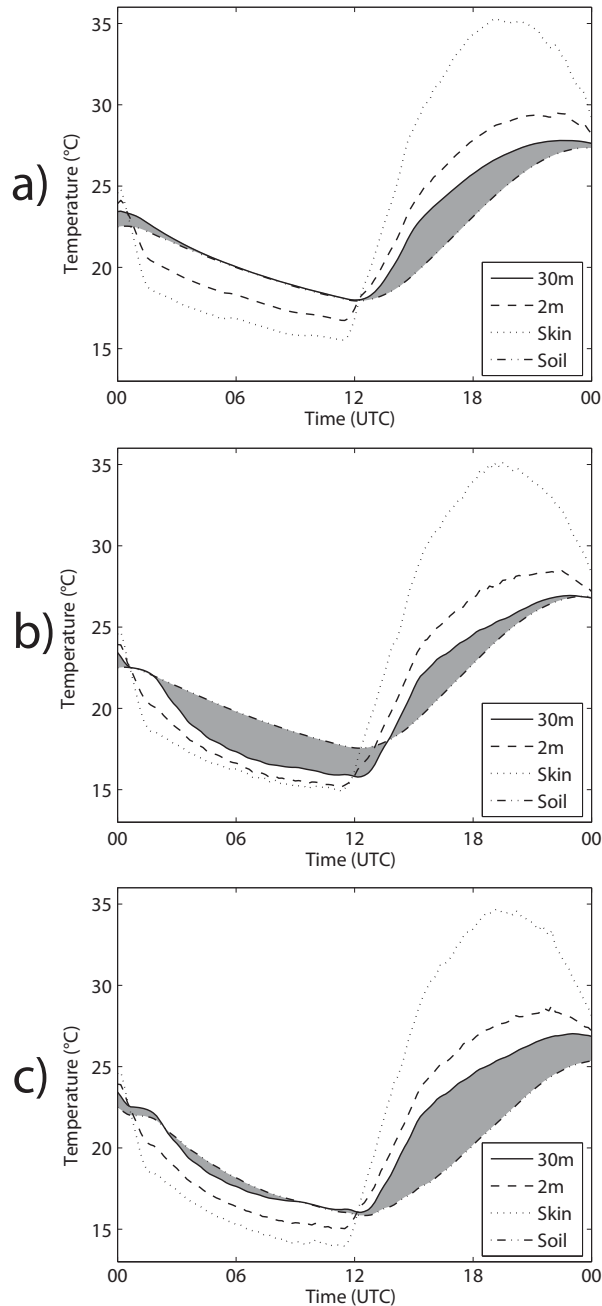 a)
Temperature (°C)
35
30
25
20
15
00
06
12
18
00
Time (UTC)
30m
2m
Skin
Soil
b)
Temperature (°C)
35
30
25
20
15
00
06
12
18
00
Time (UTC)
30m
2m
Skin
Soil
c)
Temperature (°C)
35
30
25
20
15
00
06
12
18
00
Time (UTC)
30m
2m
Skin
Soil